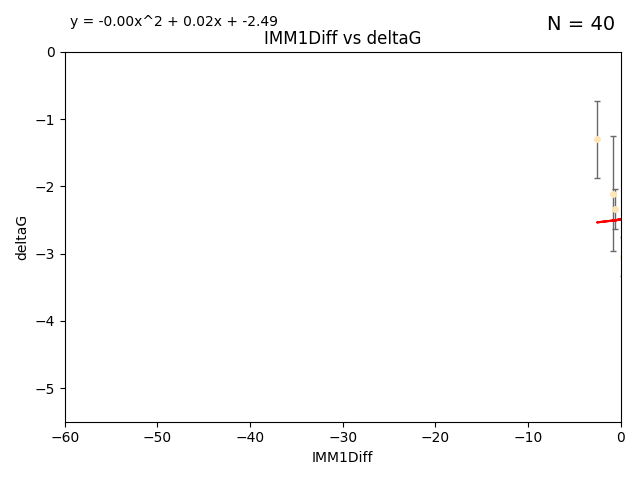 y = -0.00x^2 + 0.02x + -2.49
N = 40
IMM1Diff vs deltaG
deltaG
0
−1
−2
−3
−4
−5
−60 −50 −40 −30 −20 −10 0
IMM1Diff